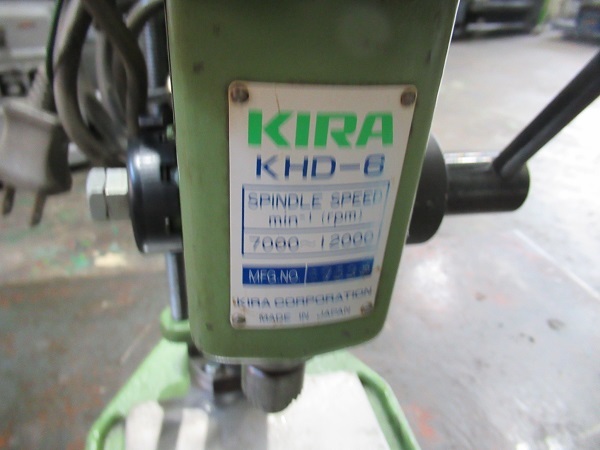 KIRA
KHD-6
SPINDLE SPEED
min⁻¹ (rpm)
7000~12000
MFG.NO.
KIRA CORPORATION
MADE IN JAPAN